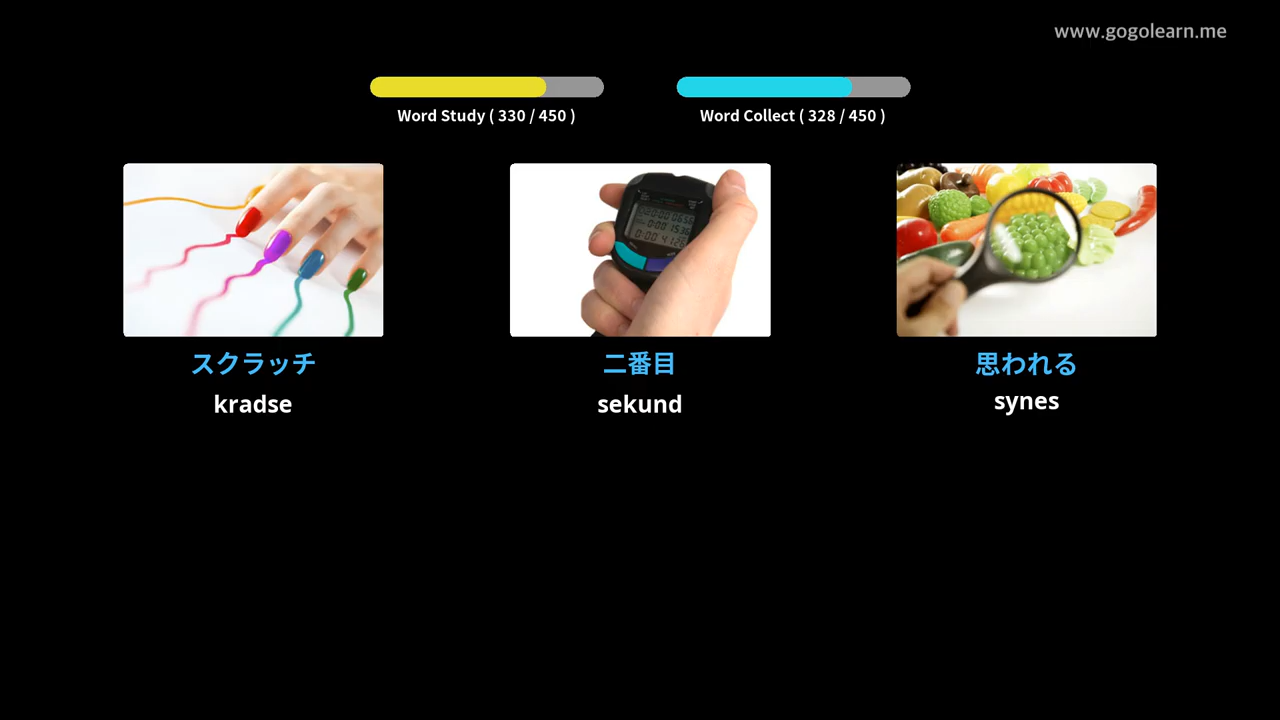 www.gogolearn.me
Word Study ( 330 / 450 )
Word Collect ( 328 / 450 )
スクラッチ
二番目
思われる
kradse
sekund
synes